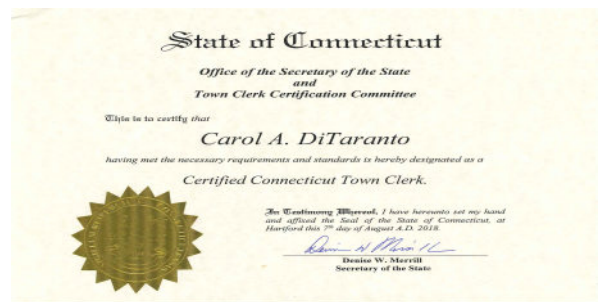 State of Connecticut
Office of the Secretary of the State
and
Town Clerk Certification Committee
This is to certify that
Carol A. DiTaranto
having met the necessary requirements and standards is hereby designated as a
Certified Connecticut Town Clerk.
In Testimony Whereof, I have hereunto set my hand
and affixed the Seal of the State of Connecticut, at
Hartford this 7th day of August A.D. 2018.
Denise W. Merrill
Denise W. Merrill
Secretary of the State